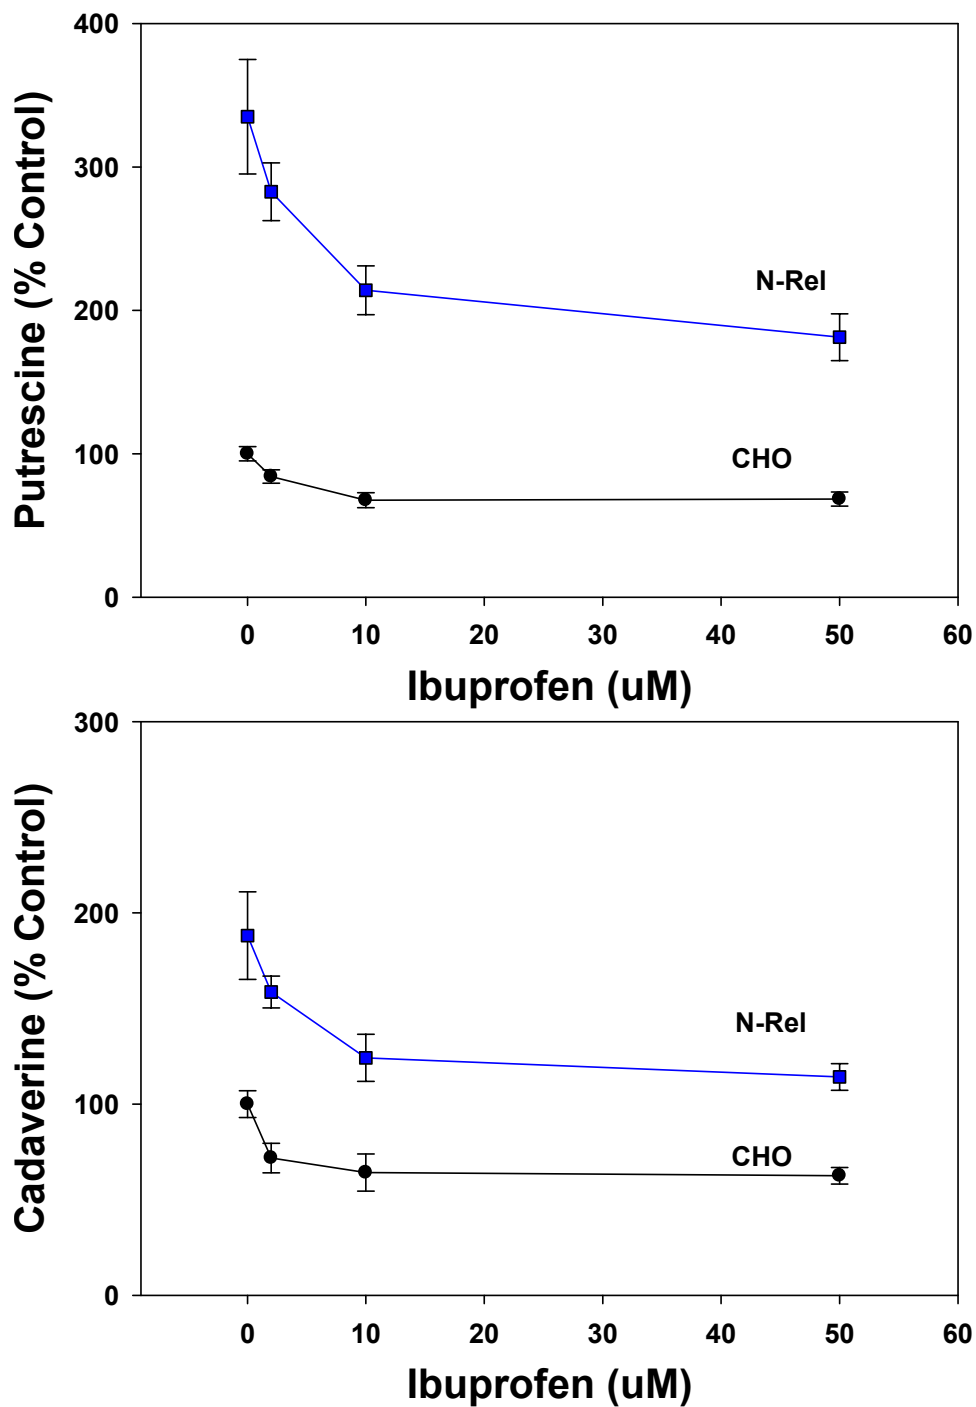 Putrescine (% Control)
400
300
200
100
0
N-Rel
CHO
0 10 20 30 40 50 60
Ibuprofen (uM)
Cadaverine (% Control)
300
200
100
0
N-Rel
CHO
0 10 20 30 40 50 60
Ibuprofen (uM)